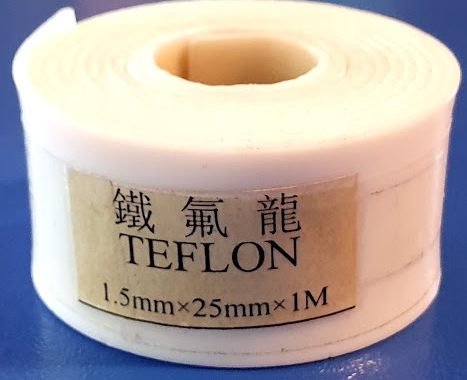 鐵 氟 龍
TEFLON
1.5mm×25mm×1M